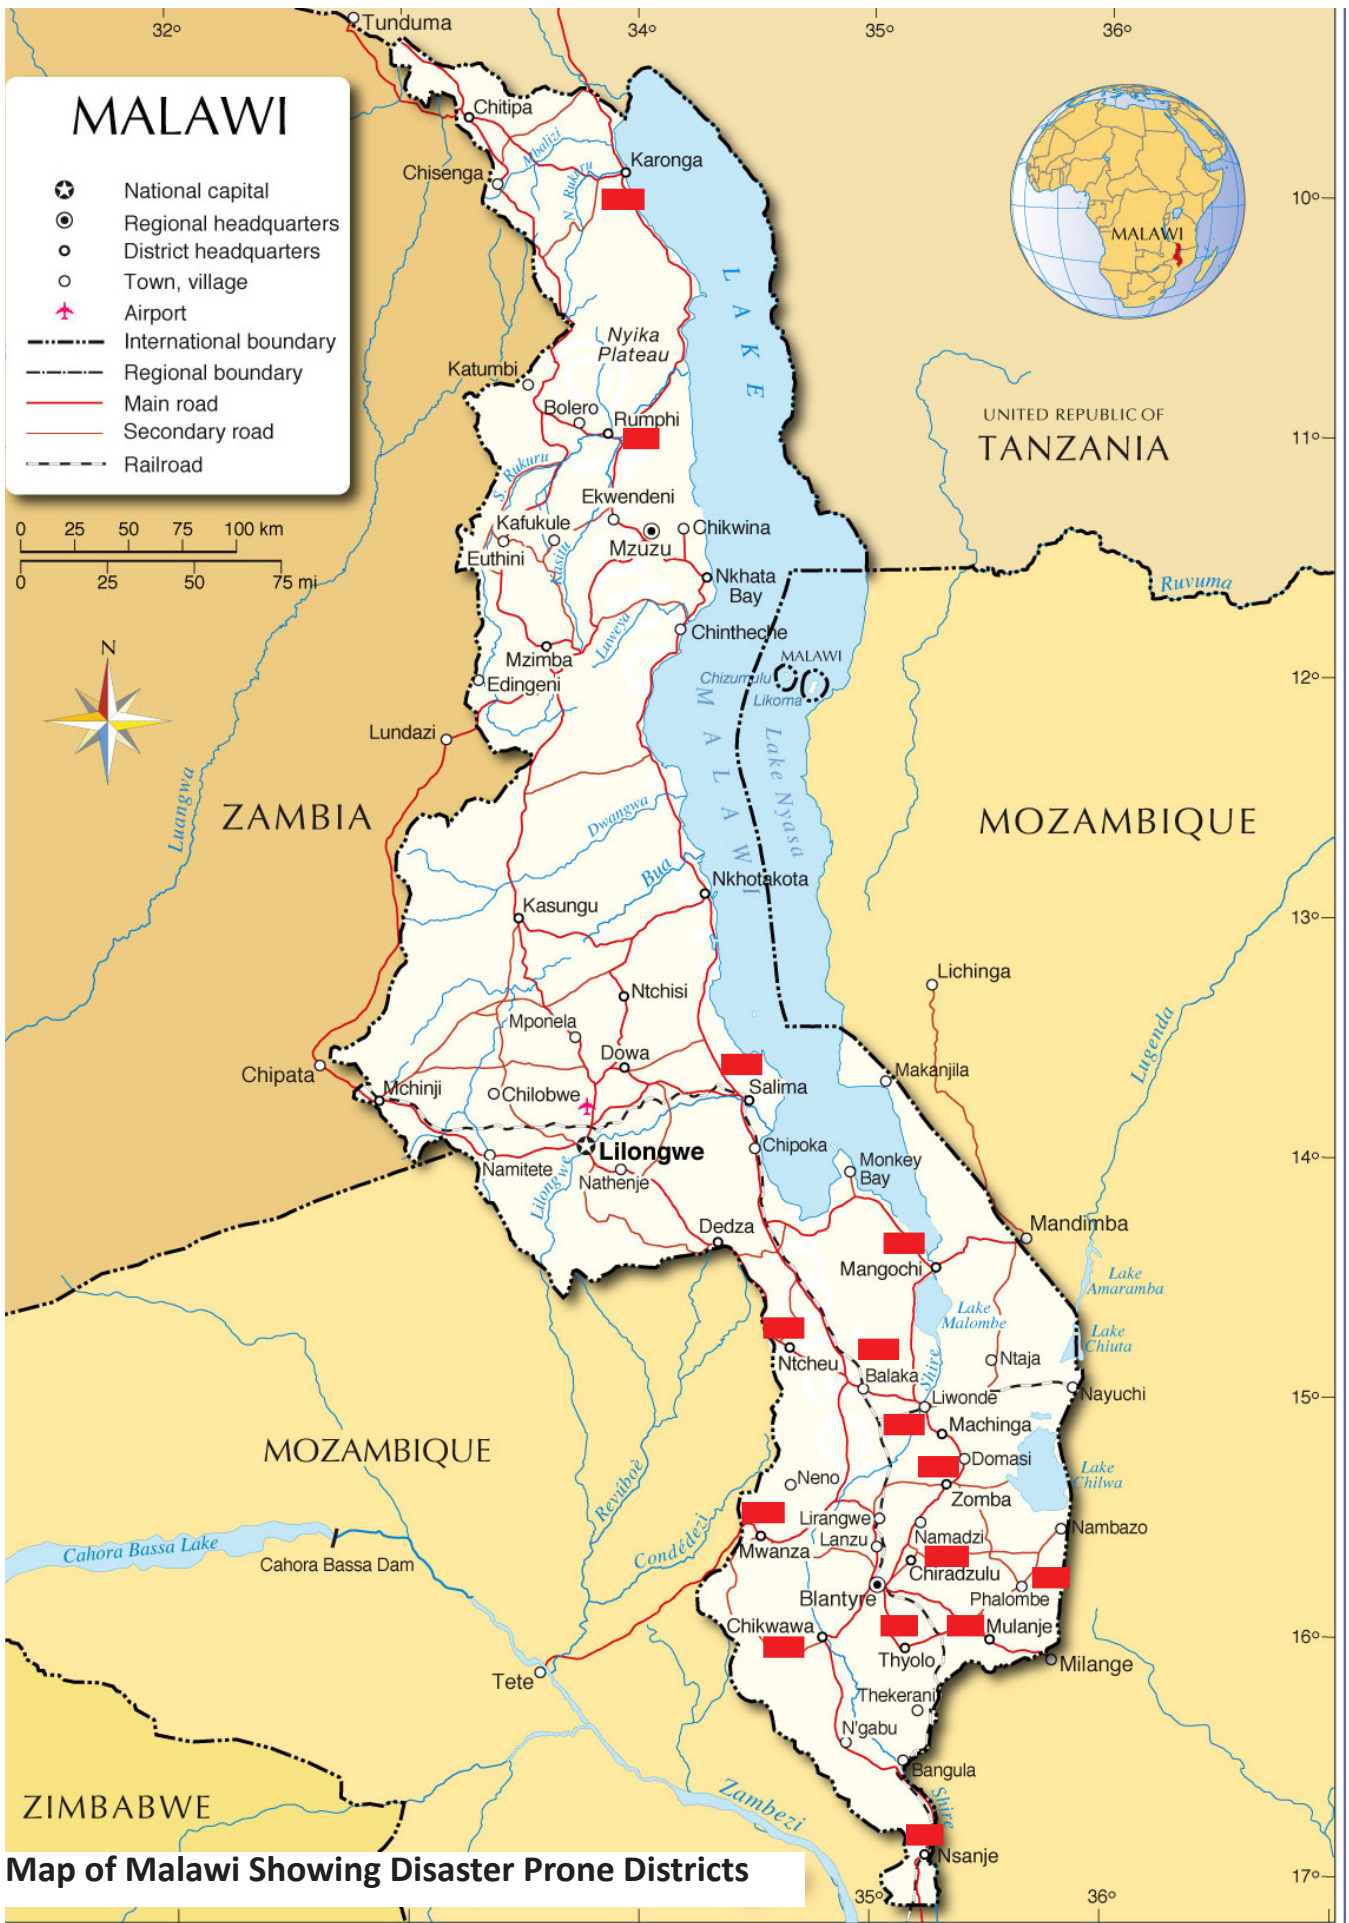 32°
34°
35°
36°
Tunduma
MALAWI
National capital
Regional headquarters
District headquarters
Town, village
Airport
International boundary
Regional boundary
Main road
Secondary road
Railroad
0 25 50 75 100 km
0 25 50 75 mi
N
Chitipa
Mbalizi
Chisenga
N. Rukuru
Karonga
MALAWI
10°
LAKE
Nyika
Plateau
Katumbi
Bolero
Rumphi
UNITED REPUBLIC OF
TANZANIA
11°
S. Rukuru
Ekwendeni
Kafukule
Chikwina
Euthini
Kasitu
Mzuzu
Nkhata
Bay
Ruvuma
Luweya
Chintheche
Mzimba
MALAWI
Chizumulu
Likoma
Edingeni
12°
MALAWI
Lake Nyasa
Lundazi
Luangwa
ZAMBIA
Dwangwa
MOZAMBIQUE
Bua
Nkhotakota
Kasungu
13°
Lichinga
Ntchisi
Mponela
Lugenda
Dowa
Chipata
Makanjila
Mchinji
Chilobwe
Salima
Lilongwe
Chipoka
Monkey
Bay
14°
Namitete
Nathenje
Lilongwe
Dedza
Mandimba
Mangochi
Lake
Amaramba
Lake
Malombe
Lake
Chiuta
Ntcheu
Balaka
Shire
Ntaja
Liwonde
Nayuchi
15°
Machinga
MOZAMBIQUE
Domasi
Lake
Chilwa
Neno
Revúboè
Zomba
Condédezi
Lirangwe
Lanzu
Namadzi
Nambazo
Cahora Bassa Lake
Cahora Bassa Dam
Mwanza
Chiradzulu
Blantyre
Phalombe
Chikwawa
Mulanje
16°
Thyolo
Milange
Tete
Thekerani
N'gabu
Bangula
Zambezi
Shire
ZIMBABWE
Nsanje
Map of Malawi Showing Disaster Prone Districts
17°
35°
36°